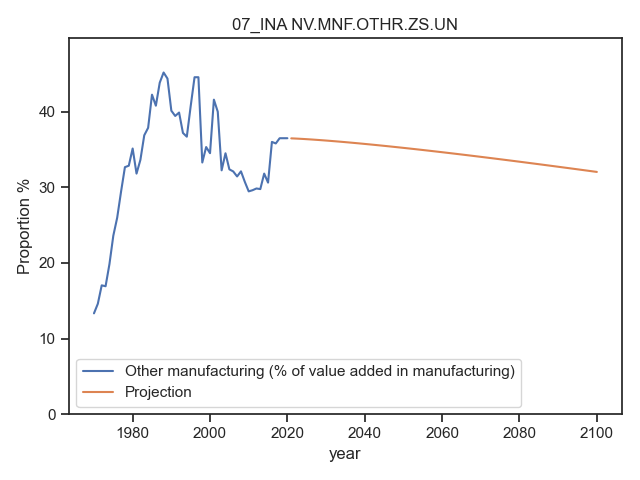 07_INA NV.MNF.OTHR.ZS.UN
Proportion %
40
30
20
10
0
Other manufacturing (% of value added in manufacturing)
Projection
1980 2000 2020 2040 2060 2080 2100
year